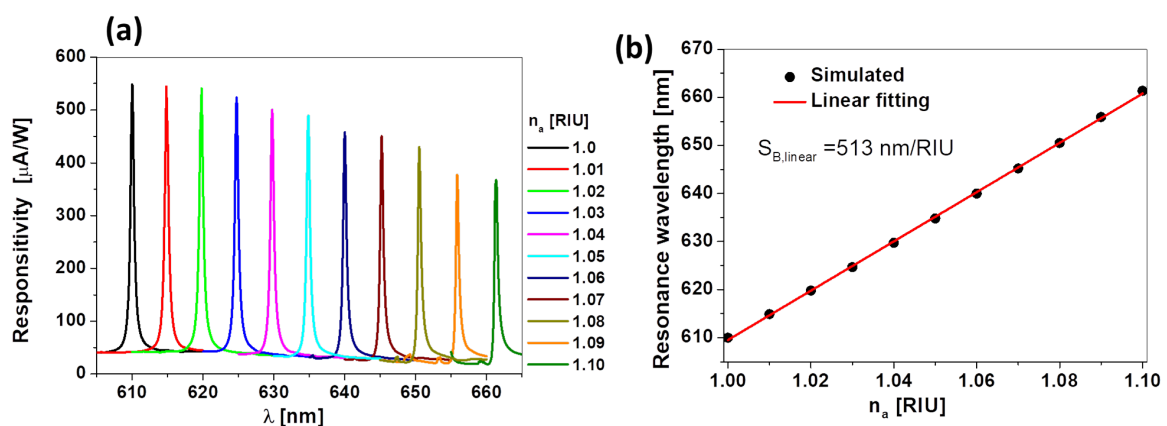 (a)
600
500
400
300
200
100
0
Responsitivity [μA/W]
610 620 630 640 650 660
λ [nm]
n_a [RIU]
1.0
1.01
1.02
1.03
1.04
1.05
1.06
1.07
1.08
1.09
1.10
(b)
670
660
650
640
630
620
610
Resonance wavelength [nm]
Simulated
Linear fitting
S_B,linear =513 nm/RIU
1.00 1.02 1.04 1.06 1.08 1.10
n_a [RIU]